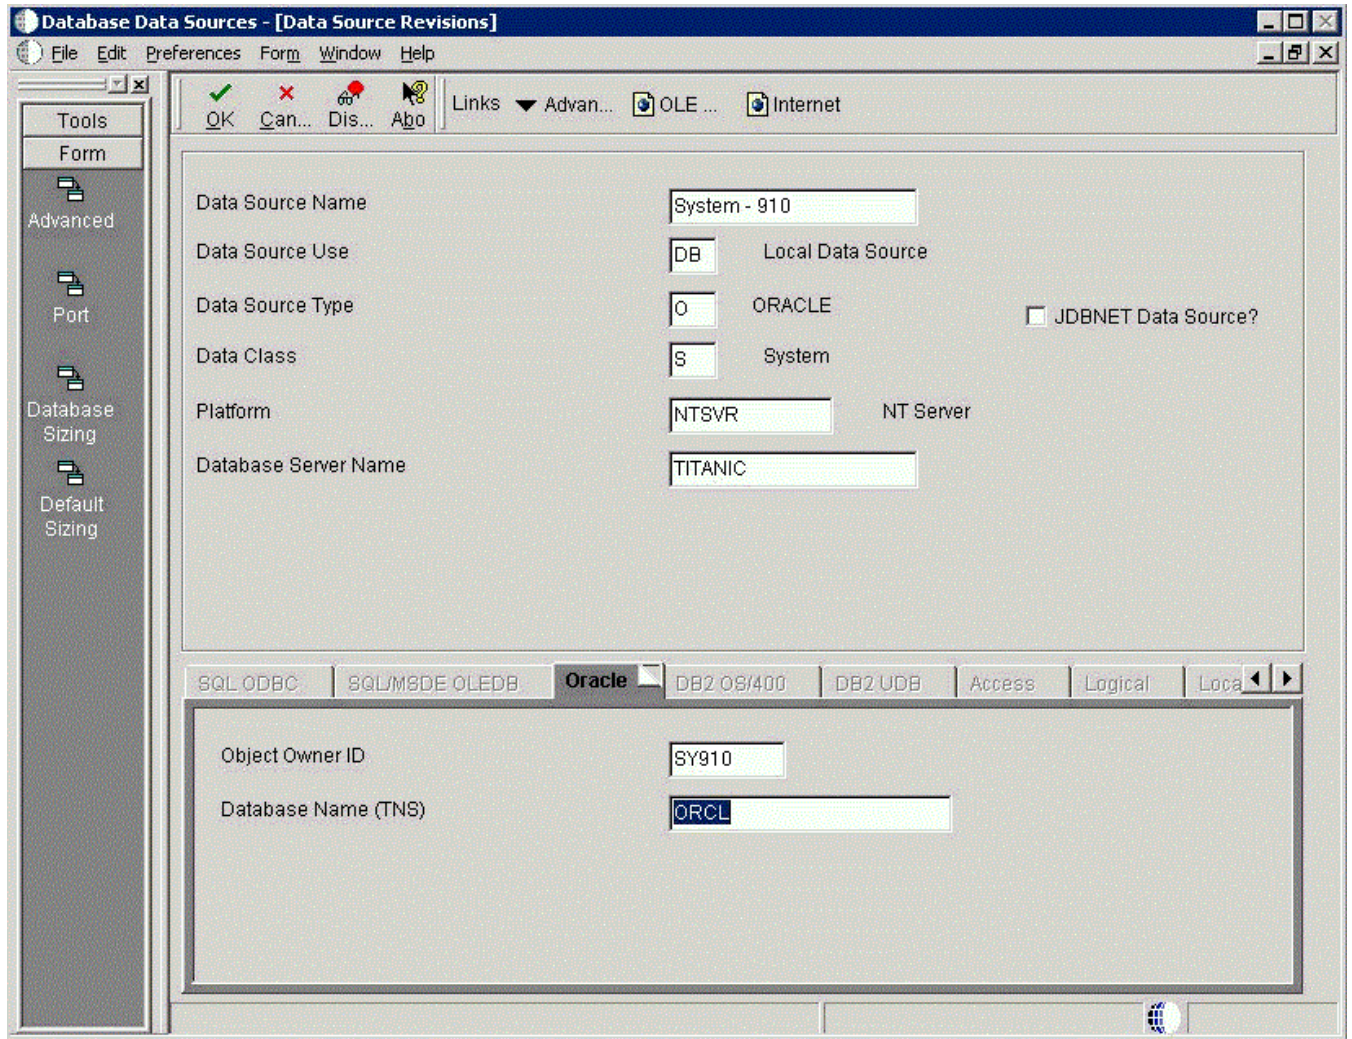 Database Data Sources - [Data Source Revisions]
File Edit Preferences Form Window Help
OK Can... Dis... Abo Links Advan... OLE ... Internet
Tools
Form
Advanced
Port
Database
Sizing
Default
Sizing
Data Source Name System - 910
Data Source Use DB Local Data Source
Data Source Type O ORACLE JDBNET Data Source?
Data Class S System
Platform NTSVR NT Server
Database Server Name TITANIC
SQL ODBC SQL/MSDE OLEDB Oracle DB2 OS/400 DB2 UDB Access Logical Loca
Object Owner ID SY910
Database Name (TNS) ORCL